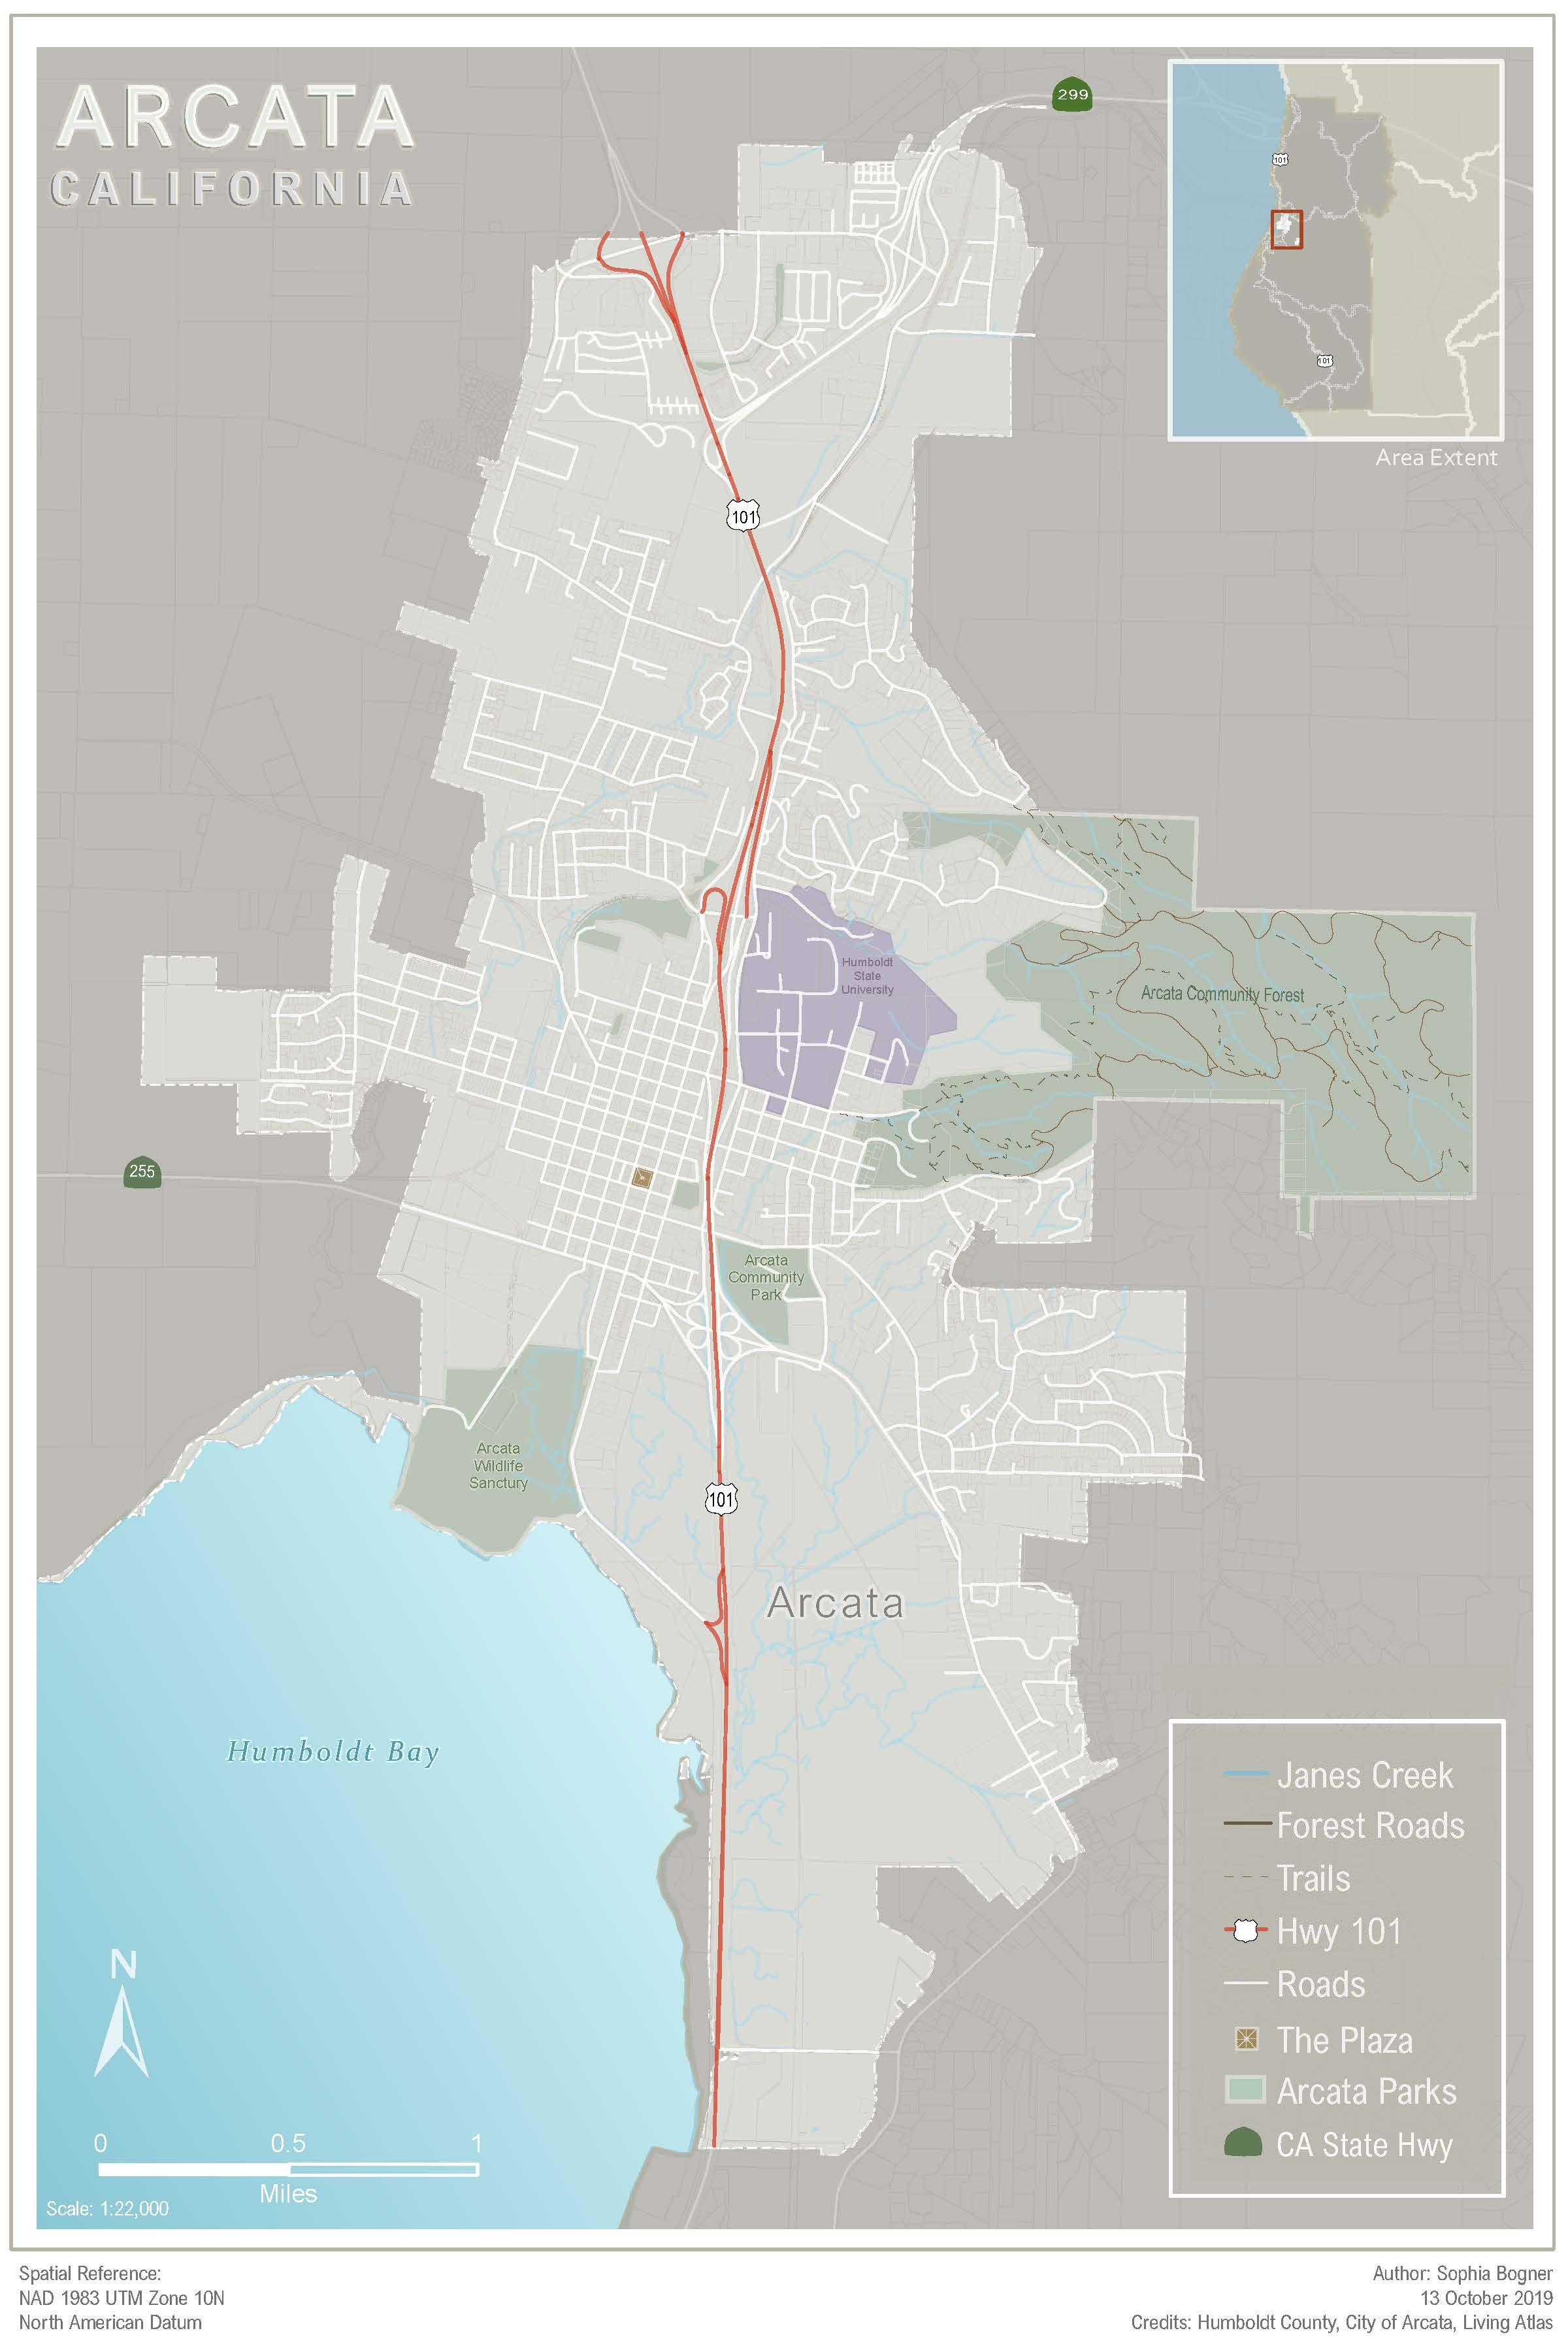 ARCATA
CALIFORNIA
299
101
101
Area Extent
101
Humboldt
State
University
Arcata Community Forest
255
Arcata
Community
Park
Arcata
Wildlife
Sanctury
101
Arcata
Humboldt Bay
Janes Creek
Forest Roads
Trails
Hwy 101
Roads
The Plaza
Arcata Parks
CA State Hwy
N
0 0.5 1
Miles
Scale: 1:22,000
Spatial Reference:
NAD 1983 UTM Zone 10N
North American Datum
Author: Sophia Bogner
13 October 2019
Credits: Humboldt County, City of Arcata, Living Atlas